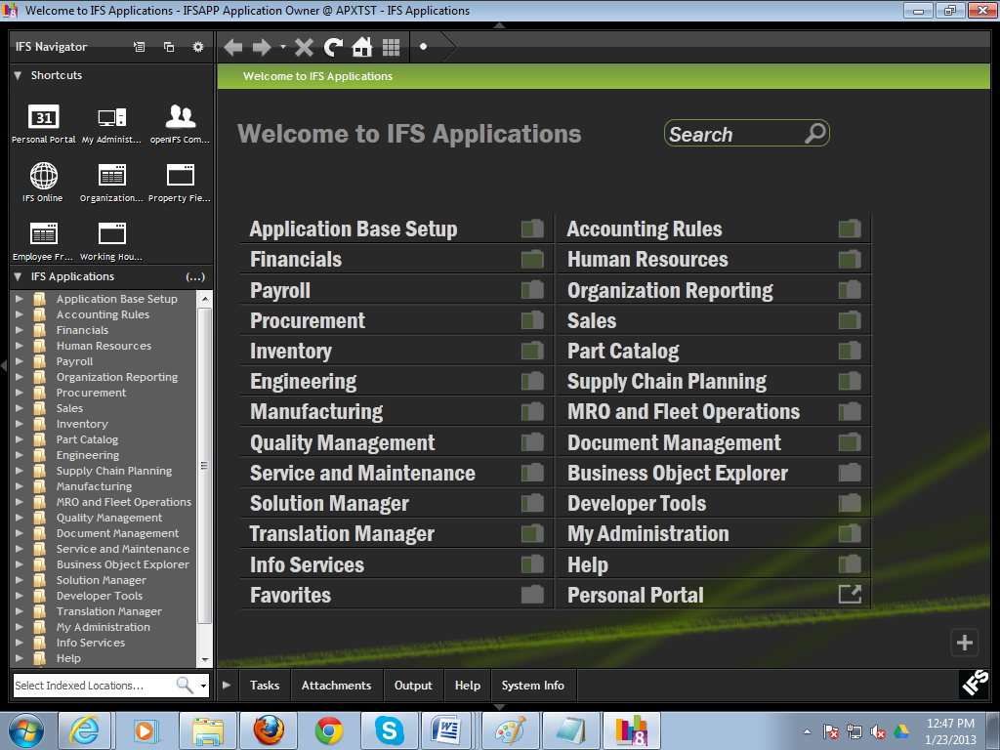 Welcome to IFS Applications - IFSAPP Application Owner @ APXTST - IFS Applications
IFS Navigator
Shortcuts
31
Personal Portal My Administ... openIFS Com...
IFS Online Organization... Property Fie...
Employee Fr... Working Hou...
IFS Applications (...)
Application Base Setup
Accounting Rules
Financials
Human Resources
Payroll
Organization Reporting
Procurement
Sales
Inventory
Part Catalog
Engineering
Supply Chain Planning
Manufacturing
MRO and Fleet Operations
Quality Management
Document Management
Service and Maintenance
Business Object Explorer
Solution Manager
Developer Tools
Translation Manager
My Administration
Info Services
Help
Select Indexed Locations...
Welcome to IFS Applications
Welcome to IFS Applications
Search
Application Base Setup Accounting Rules
Financials Human Resources
Payroll Organization Reporting
Procurement Sales
Inventory Part Catalog
Engineering Supply Chain Planning
Manufacturing MRO and Fleet Operations
Quality Management Document Management
Service and Maintenance Business Object Explorer
Solution Manager Developer Tools
Translation Manager My Administration
Info Services Help
Favorites Personal Portal
Tasks Attachments Output Help System Info
IFS
8
12:47 PM
1/23/2013